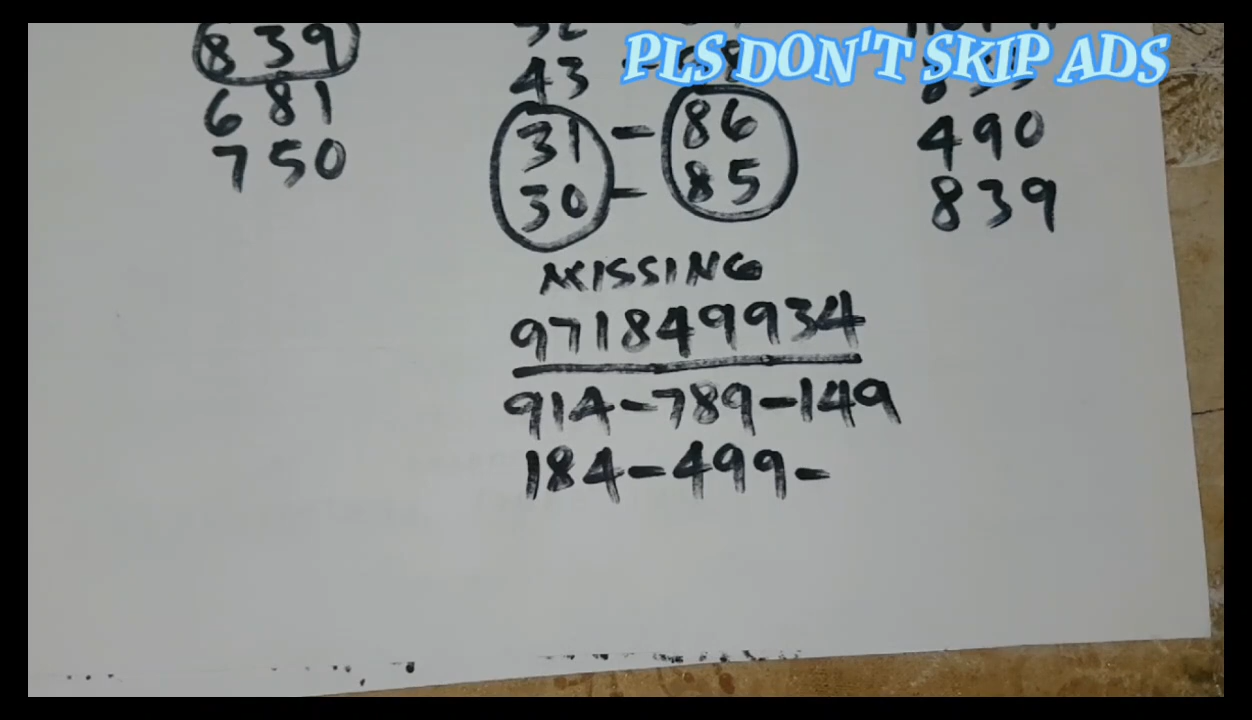 PLS DON'T SKIP ADS
839
681
750
43
31 - 86
30 - 85
490
839
MISSING
9718499934
914-789-149
184-499-